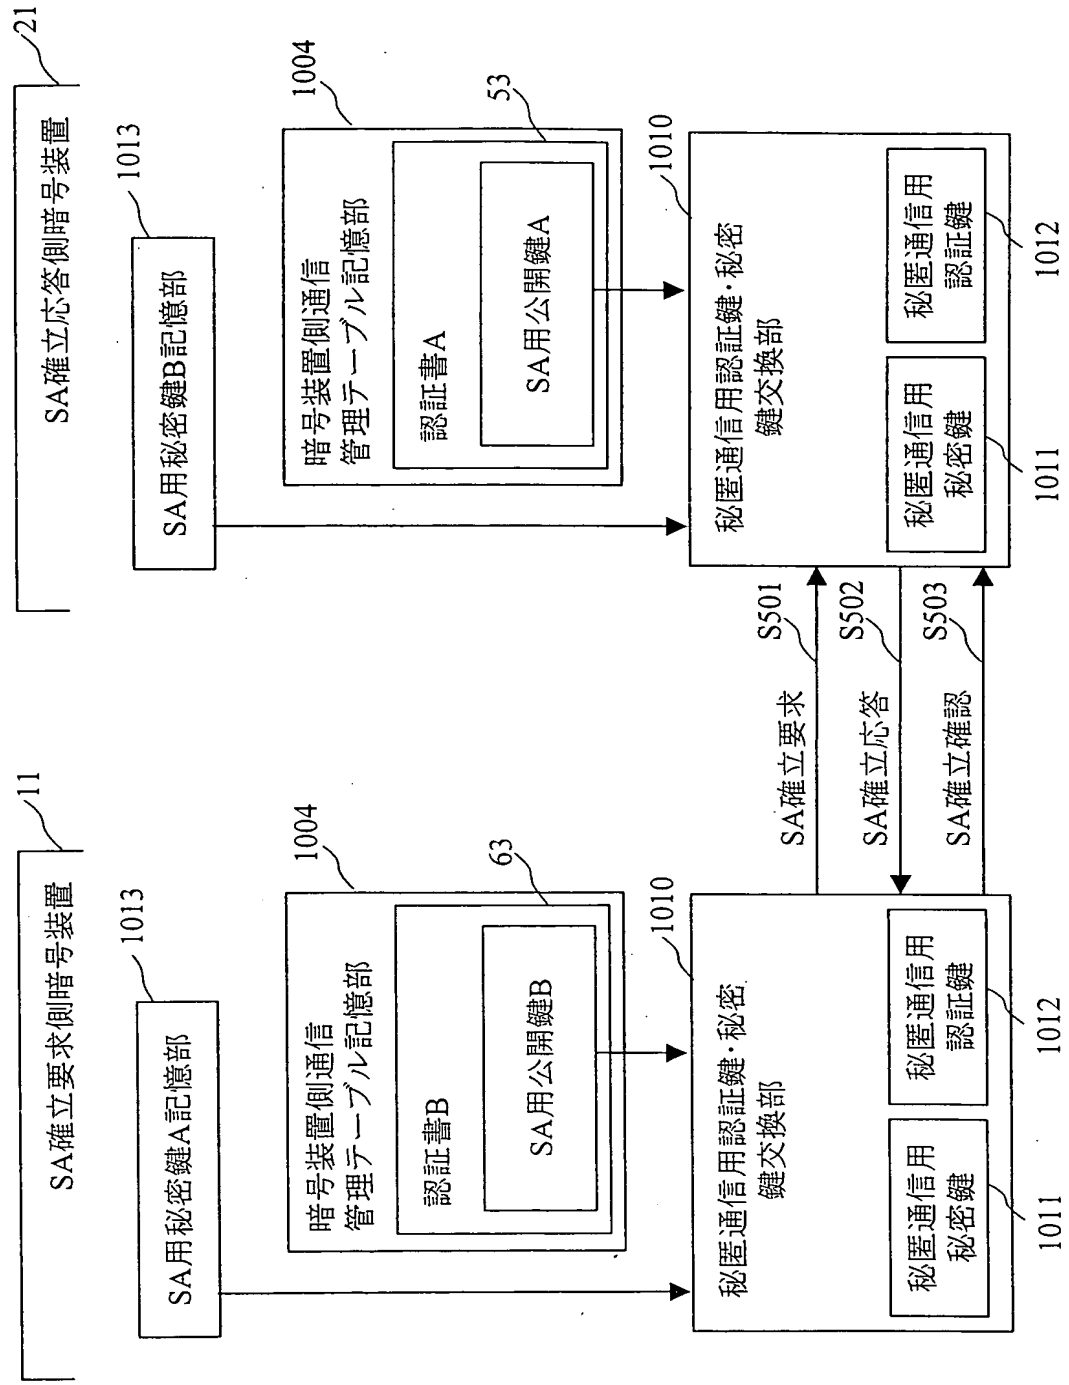 SA確立要求側暗号装置
11
SA用秘密鍵A記憶部
1013
暗号装置側通信
管理テーブル記憶部
1004
認証書B
63
SA用公開鍵B
秘匿通信用認証鍵・秘密
鍵交換部
1010
秘匿通信用
秘密鍵
1011
秘匿通信用
認証鍵
1012
SA確立要求
S501
SA確立応答
S502
SA確立確認
S503
SA確立応答側暗号装置
21
SA用秘密鍵B記憶部
1013
暗号装置側通信
管理テーブル記憶部
1004
認証書A
53
SA用公開鍵A
秘匿通信用認証鍵・秘密
鍵交換部
1010
秘匿通信用
秘密鍵
1011
秘匿通信用
認証鍵
1012